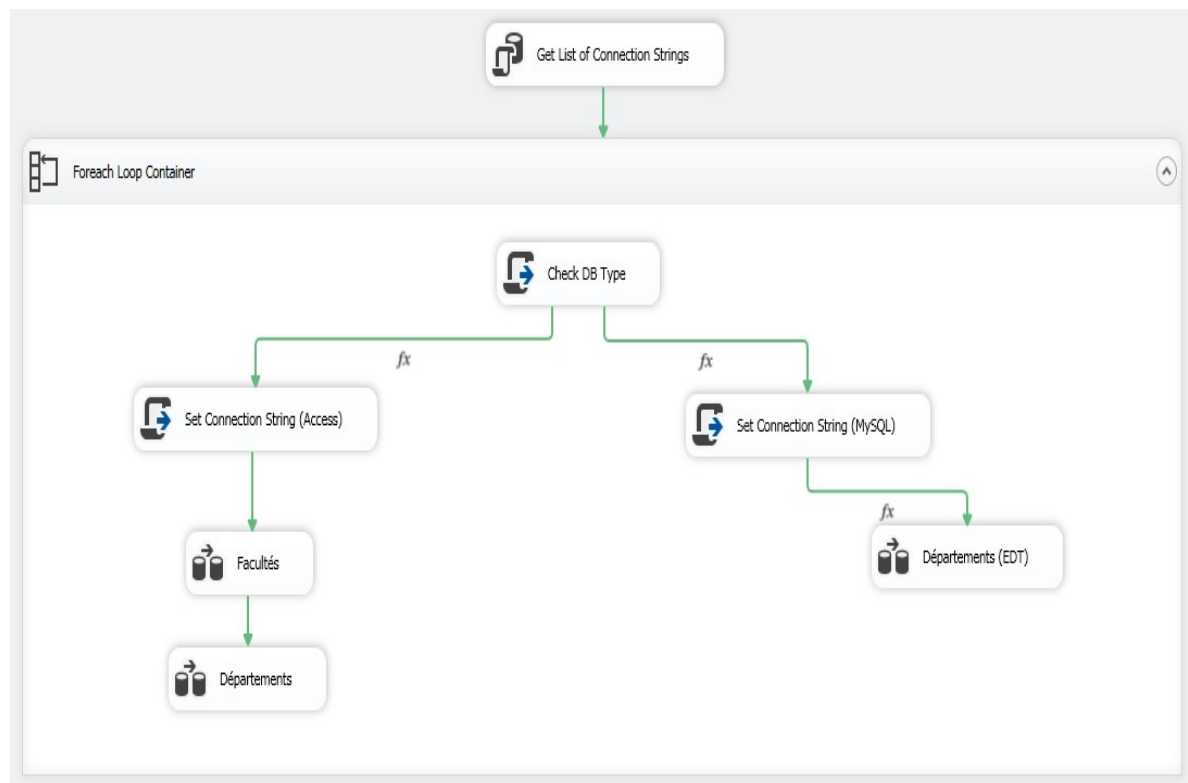 Get List of Connection Strings
Foreach Loop Container
Check DB Type
fx
fx
Set Connection String (Access)
Set Connection String (MySQL)
fx
Facultés
Départements (EDT)
Départements